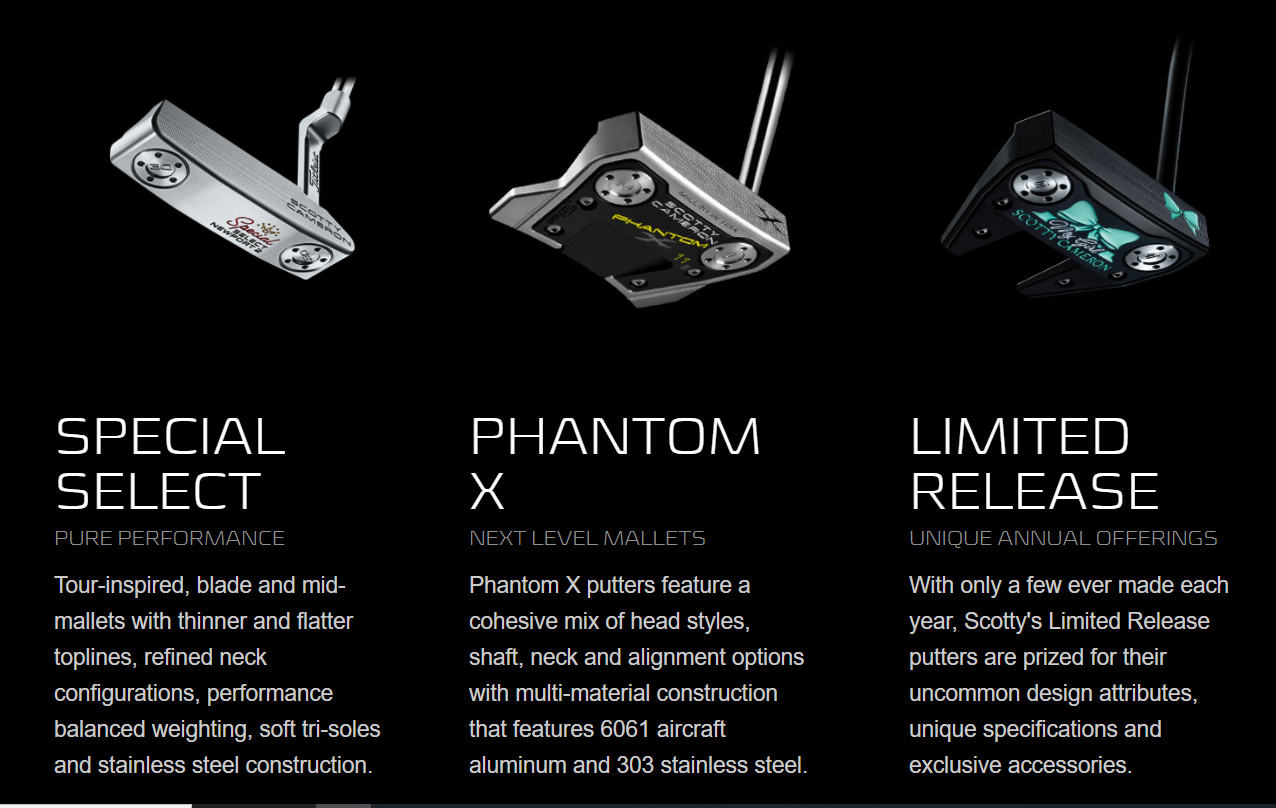 Titleist
SCOTTY
CAMERON
Special
SELECT
NEWPORT 2
MILLED IN USA
SCOTTY
CAMERON
PHANTOM
X
11
My Girl
SCOTTY CAMERON
SPECIAL
SELECT
PURE PERFORMANCE
Tour-inspired, blade and mid-
mallets with thinner and flatter
toplines, refined neck
configurations, performance
balanced weighting, soft tri-soles
and stainless steel construction.
PHANTOM
X
NEXT LEVEL MALLETS
Phantom X putters feature a
cohesive mix of head styles,
shaft, neck and alignment options
with multi-material construction
that features 6061 aircraft
aluminum and 303 stainless steel.
LIMITED
RELEASE
UNIQUE ANNUAL OFFERINGS
With only a few ever made each
year, Scotty's Limited Release
putters are prized for their
uncommon design attributes,
unique specifications and
exclusive accessories.